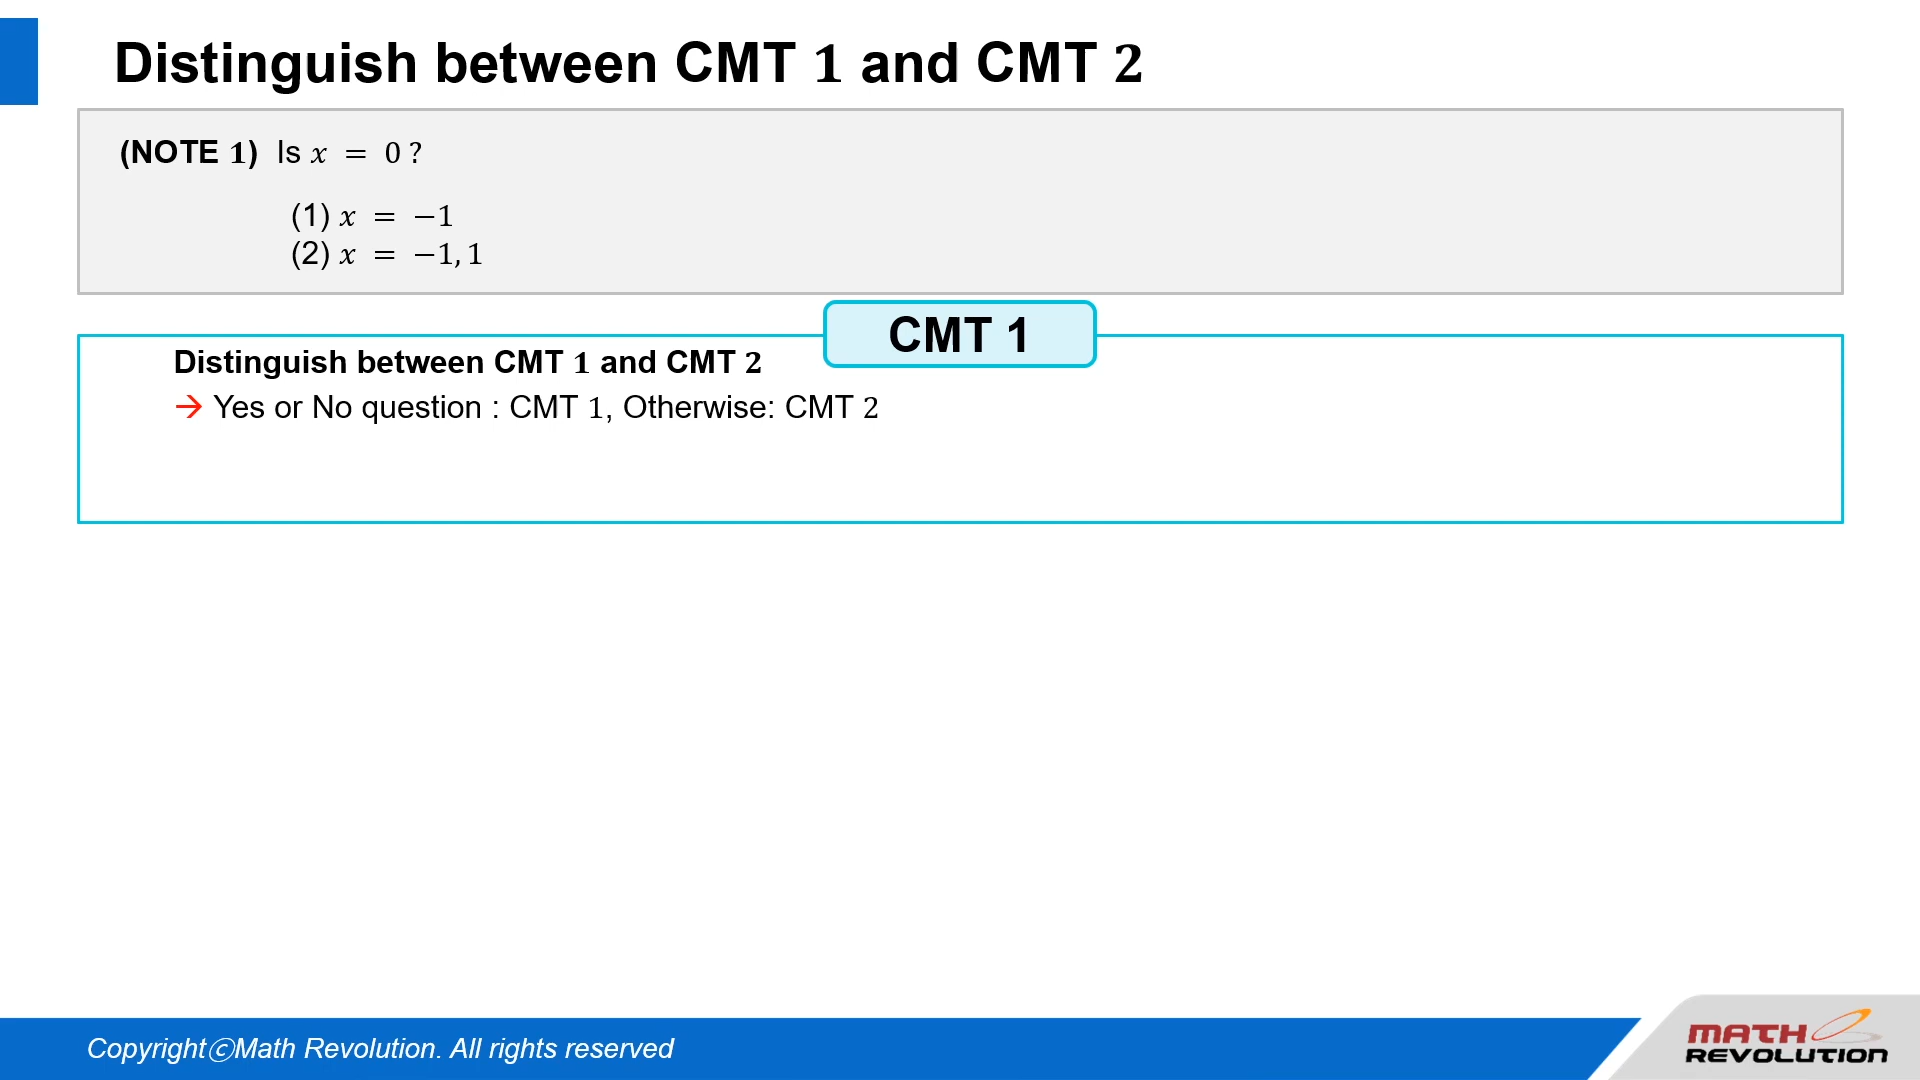 Distinguish between CMT 1 and CMT 2
(NOTE 1) Is x = 0 ?
(1) x = −1
(2) x = −1, 1
CMT 1
Distinguish between CMT 1 and CMT 2
→ Yes or No question : CMT 1, Otherwise: CMT 2
CopyrightⓒMath Revolution. All rights reserved
MATH
REVOLUTION